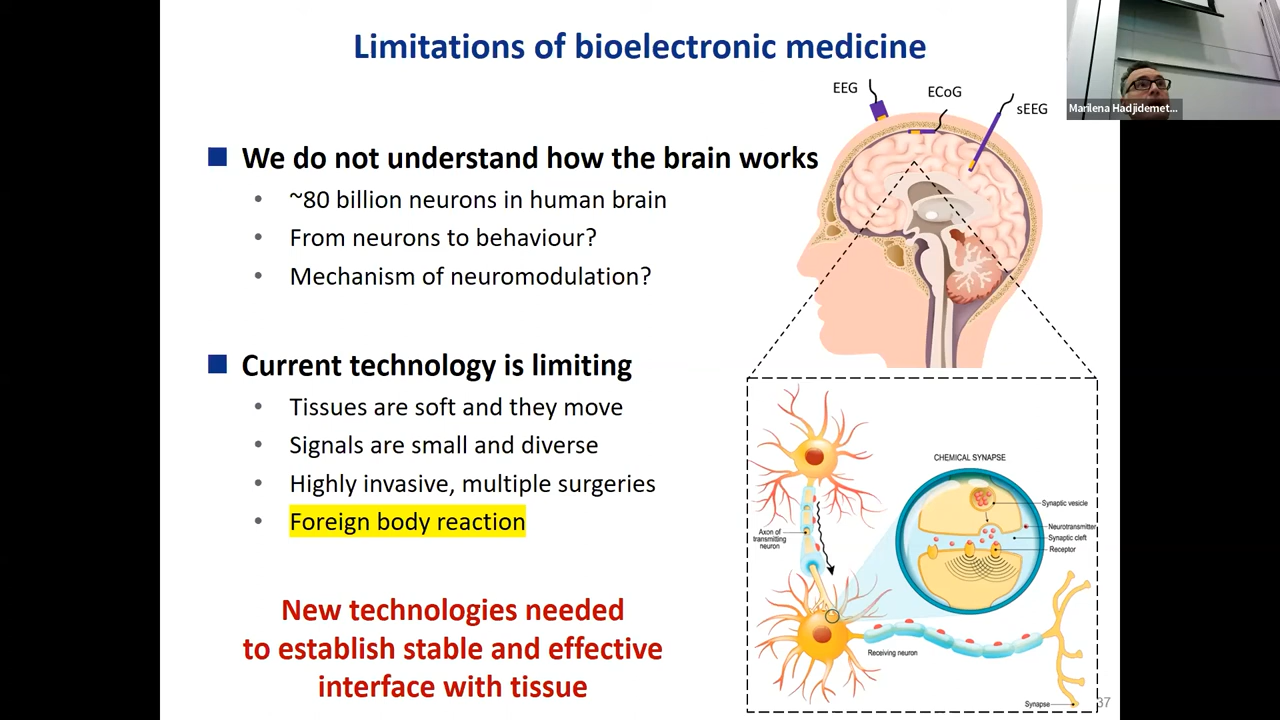 Limitations of bioelectronic medicine
Marilena Hadjidemet...
EEG
ECoG
sEEG
We do not understand how the brain works
• ~80 billion neurons in human brain
• From neurons to behaviour?
• Mechanism of neuromodulation?
Current technology is limiting
• Tissues are soft and they move
• Signals are small and diverse
• Highly invasive, multiple surgeries
• Foreign body reaction
New technologies needed
to establish stable and effective
interface with tissue
CHEMICAL SYNAPSE
Synaptic vesicle
Neurotransmitter
Synaptic cleft
Receptor
Axon of
transmitting
neuron
Receiving neuron
Synapse
37